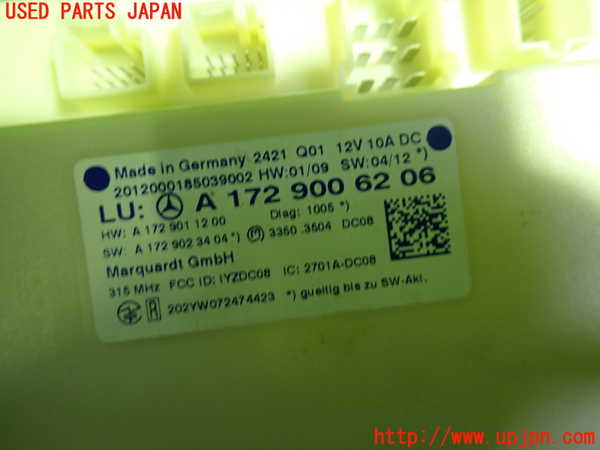 USED PARTS JAPAN
Made in Germany 2421 Q01 12V 10A DC
2012000185039002 HW:01/09 SW:04/12 *)
LU: A 172 900 62 06
HW: A 172 901 12 00 Diag: 1005 *)
SW: A 172 902 34 04 *) M 3350.3504 DC08
Marquardt GmbH
315 MHz FCC ID: IYZDC08 IC: 2701A-DC08
R 202YW072474423 *) gueltig bis zu SW-Akt.
http://www.upjpn.com/